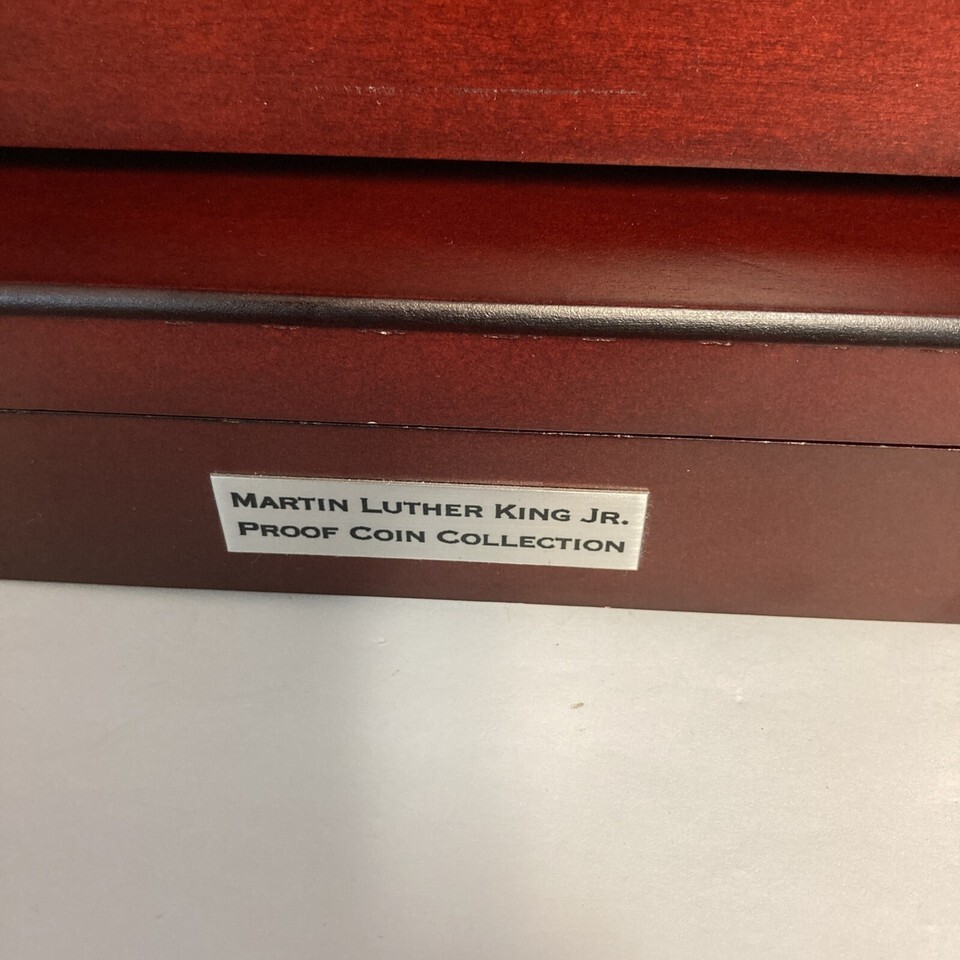 Martin Luther King Jr.
Proof Coin Collection